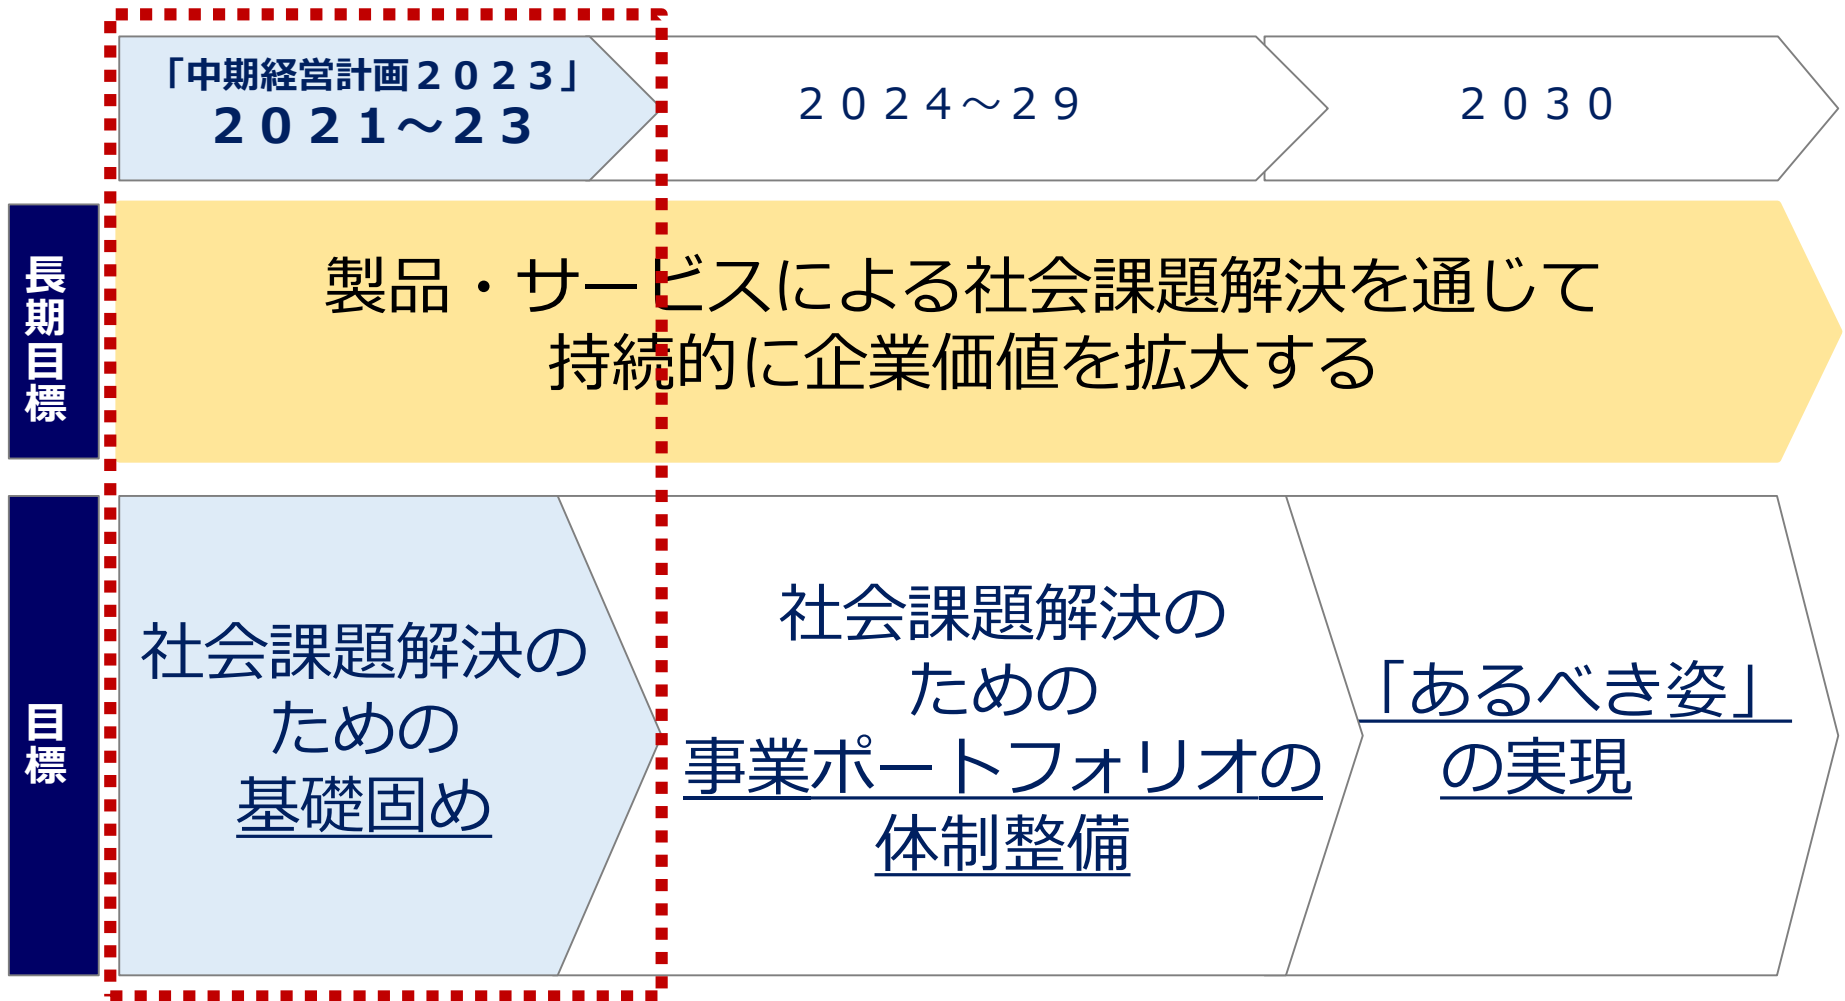 「中期経営計画２０２３」
２０２１～２３
２０２４～２９
２０３０
長期目標
製品・サービスによる社会課題解決を通じて
持続的に企業価値を拡大する
目標
社会課題解決の
ための
基礎固め
社会課題解決の
ための
事業ポートフォリオの
体制整備
「あるべき姿」
の実現